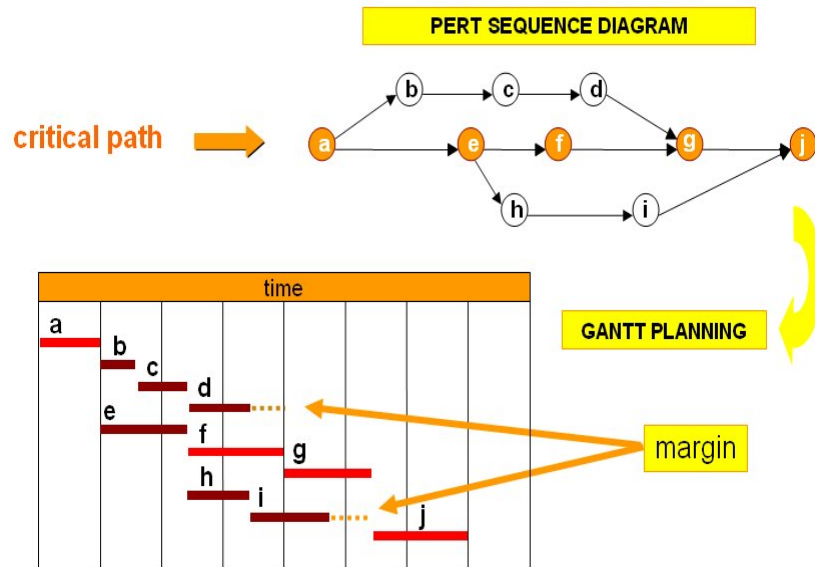 PERT SEQUENCE DIAGRAM
b c d
critical path
a e f g j
h i
time
GANTT PLANNING
a
b
c
d
e
f
g
margin
h
i
j